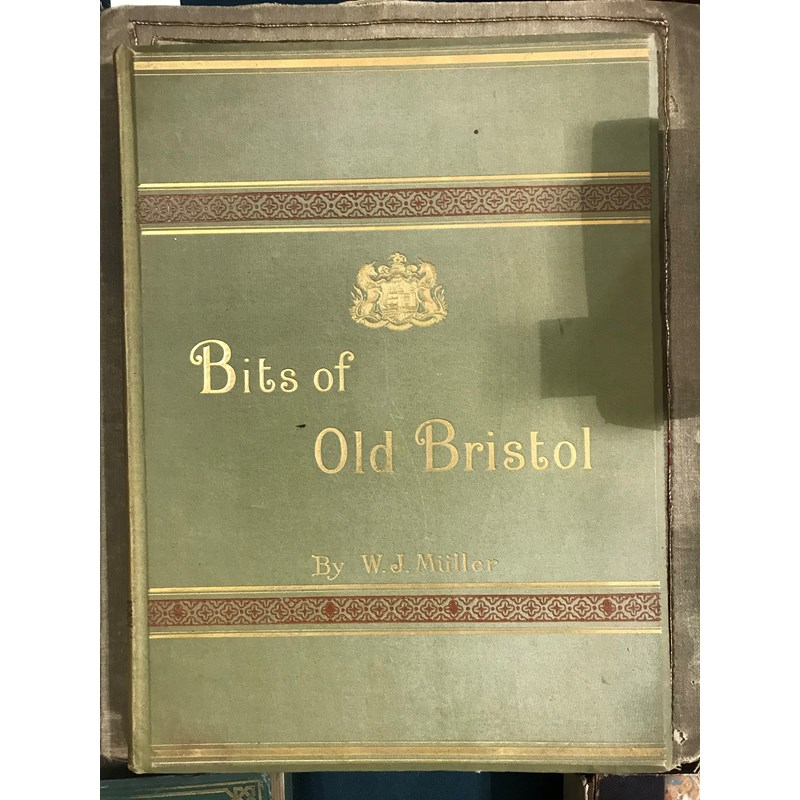 Bits of
Old Bristol
By W.J. Müller